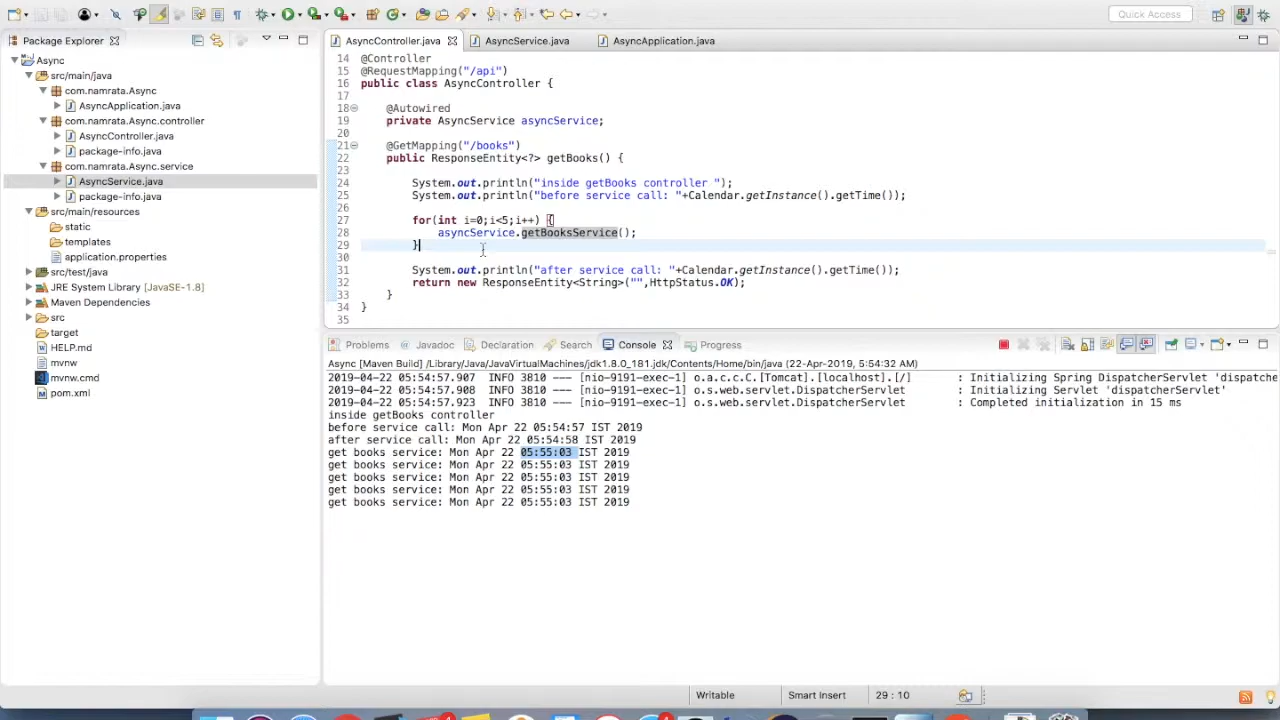 Quick Access
Package Explorer
Async
src/main/java
com.namrata.Async
AsyncApplication.java
com.namrata.Async.controller
AsyncController.java
package-info.java
com.namrata.Async.service
AsyncService.java
package-info.java
src/main/resources
static
templates
application.properties
src/test/java
JRE System Library [JavaSE-1.8]
Maven Dependencies
src
target
HELP.md
mvnw
mvnw.cmd
pom.xml
AsyncController.java
AsyncService.java
AsyncApplication.java
14 @Controller
15 @RequestMapping("/api")
16 public class AsyncController {
17
18 @Autowired
19 private AsyncService asyncService;
20
21 @GetMapping("/books")
22 public ResponseEntity<?> getBooks() {
23
24 System.out.println("inside getBooks controller ");
25 System.out.println("before service call: "+Calendar.getInstance().getTime());
26
27 for(int i=0;i<5;i++) {
28 asyncService.getBooksService();
29 }
30
31 System.out.println("after service call: "+Calendar.getInstance().getTime());
32 return new ResponseEntity<String>("",HttpStatus.OK);
33 }
34 }
35
Problems
Javadoc
Declaration
Search
Console
Progress
Async [Maven Build] /Library/Java/JavaVirtualMachines/jdk1.8.0_181.jdk/Contents/Home/bin/java (22-Apr-2019, 5:54:32 AM)
2019-04-22 05:54:57.907 INFO 3810 --- [nio-9191-exec-1] o.a.c.c.C.[Tomcat].[localhost].[/] : Initializing Spring DispatcherServlet 'dispatche
2019-04-22 05:54:57.908 INFO 3810 --- [nio-9191-exec-1] o.s.web.servlet.DispatcherServlet : Initializing Servlet 'dispatcherServlet'
2019-04-22 05:54:57.923 INFO 3810 --- [nio-9191-exec-1] o.s.web.servlet.DispatcherServlet : Completed initialization in 15 ms
inside getBooks controller
before service call: Mon Apr 22 05:54:57 IST 2019
after service call: Mon Apr 22 05:54:58 IST 2019
get books service: Mon Apr 22 05:55:03 IST 2019
get books service: Mon Apr 22 05:55:03 IST 2019
get books service: Mon Apr 22 05:55:03 IST 2019
get books service: Mon Apr 22 05:55:03 IST 2019
get books service: Mon Apr 22 05:55:03 IST 2019
Writable
Smart Insert
29 : 10